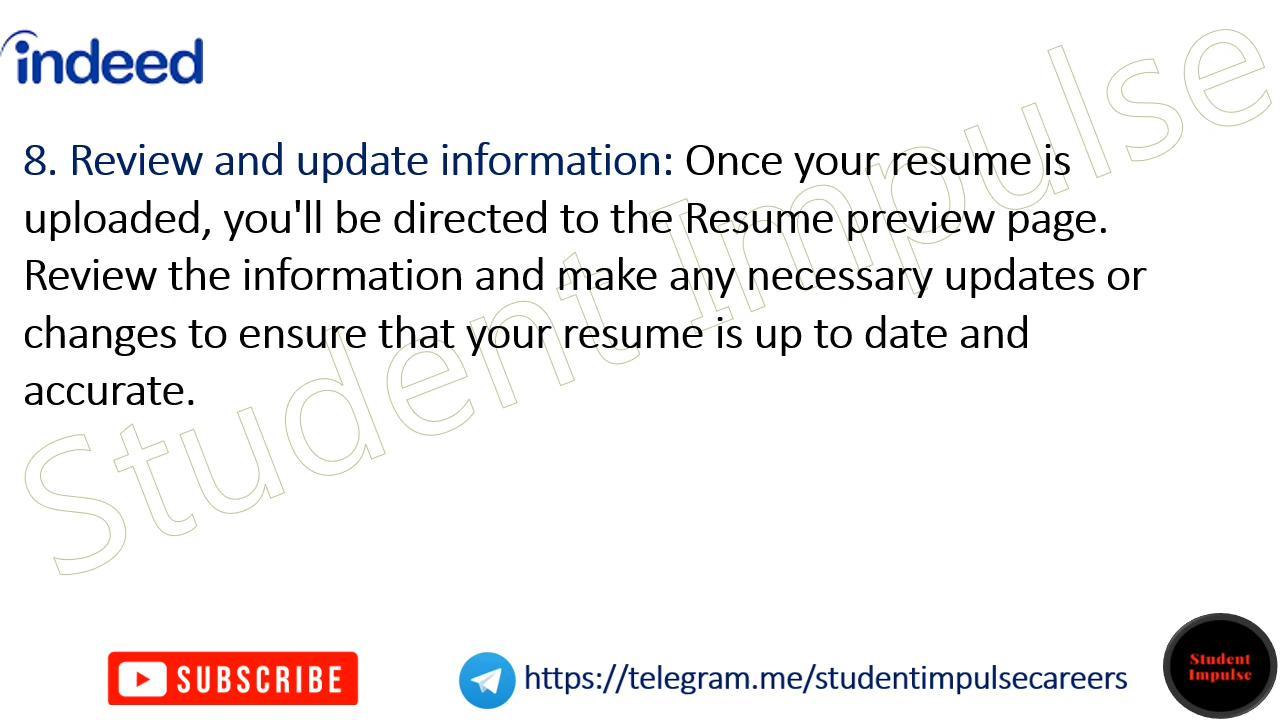 indeed
8. Review and update information: Once your resume is
uploaded, you'll be directed to the Resume preview page.
Review the information and make any necessary updates or
changes to ensure that your resume is up to date and
accurate.
Student Impulse
SUBSCRIBE
https://telegram.me/studentimpulsecareers
Student
Impulse